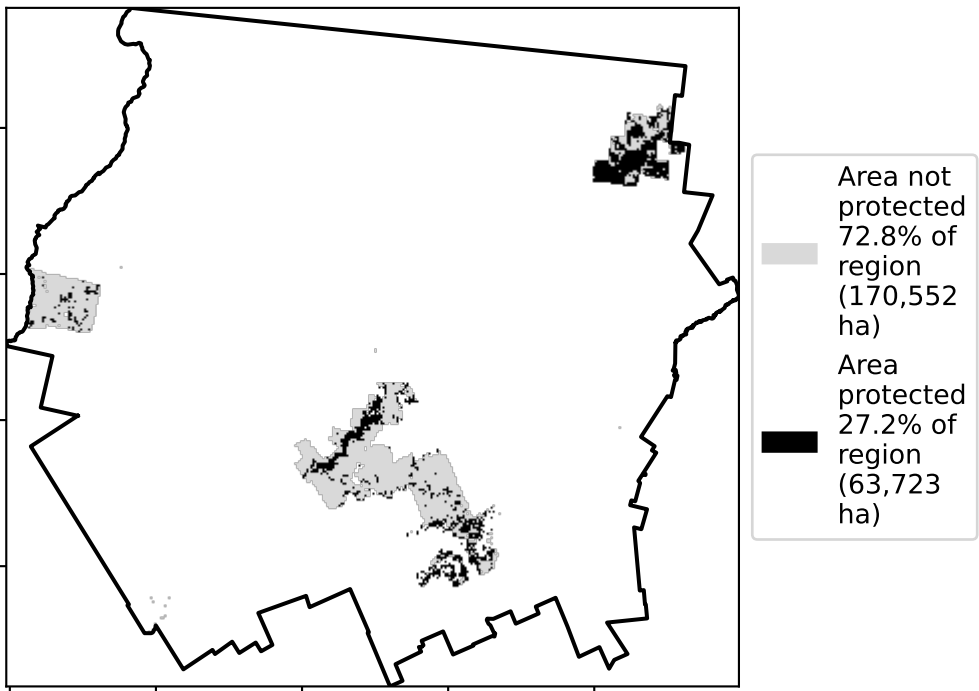 Area not
protected
72.8% of
region
(170,552
ha)
Area
protected
27.2% of
region
(63,723
ha)